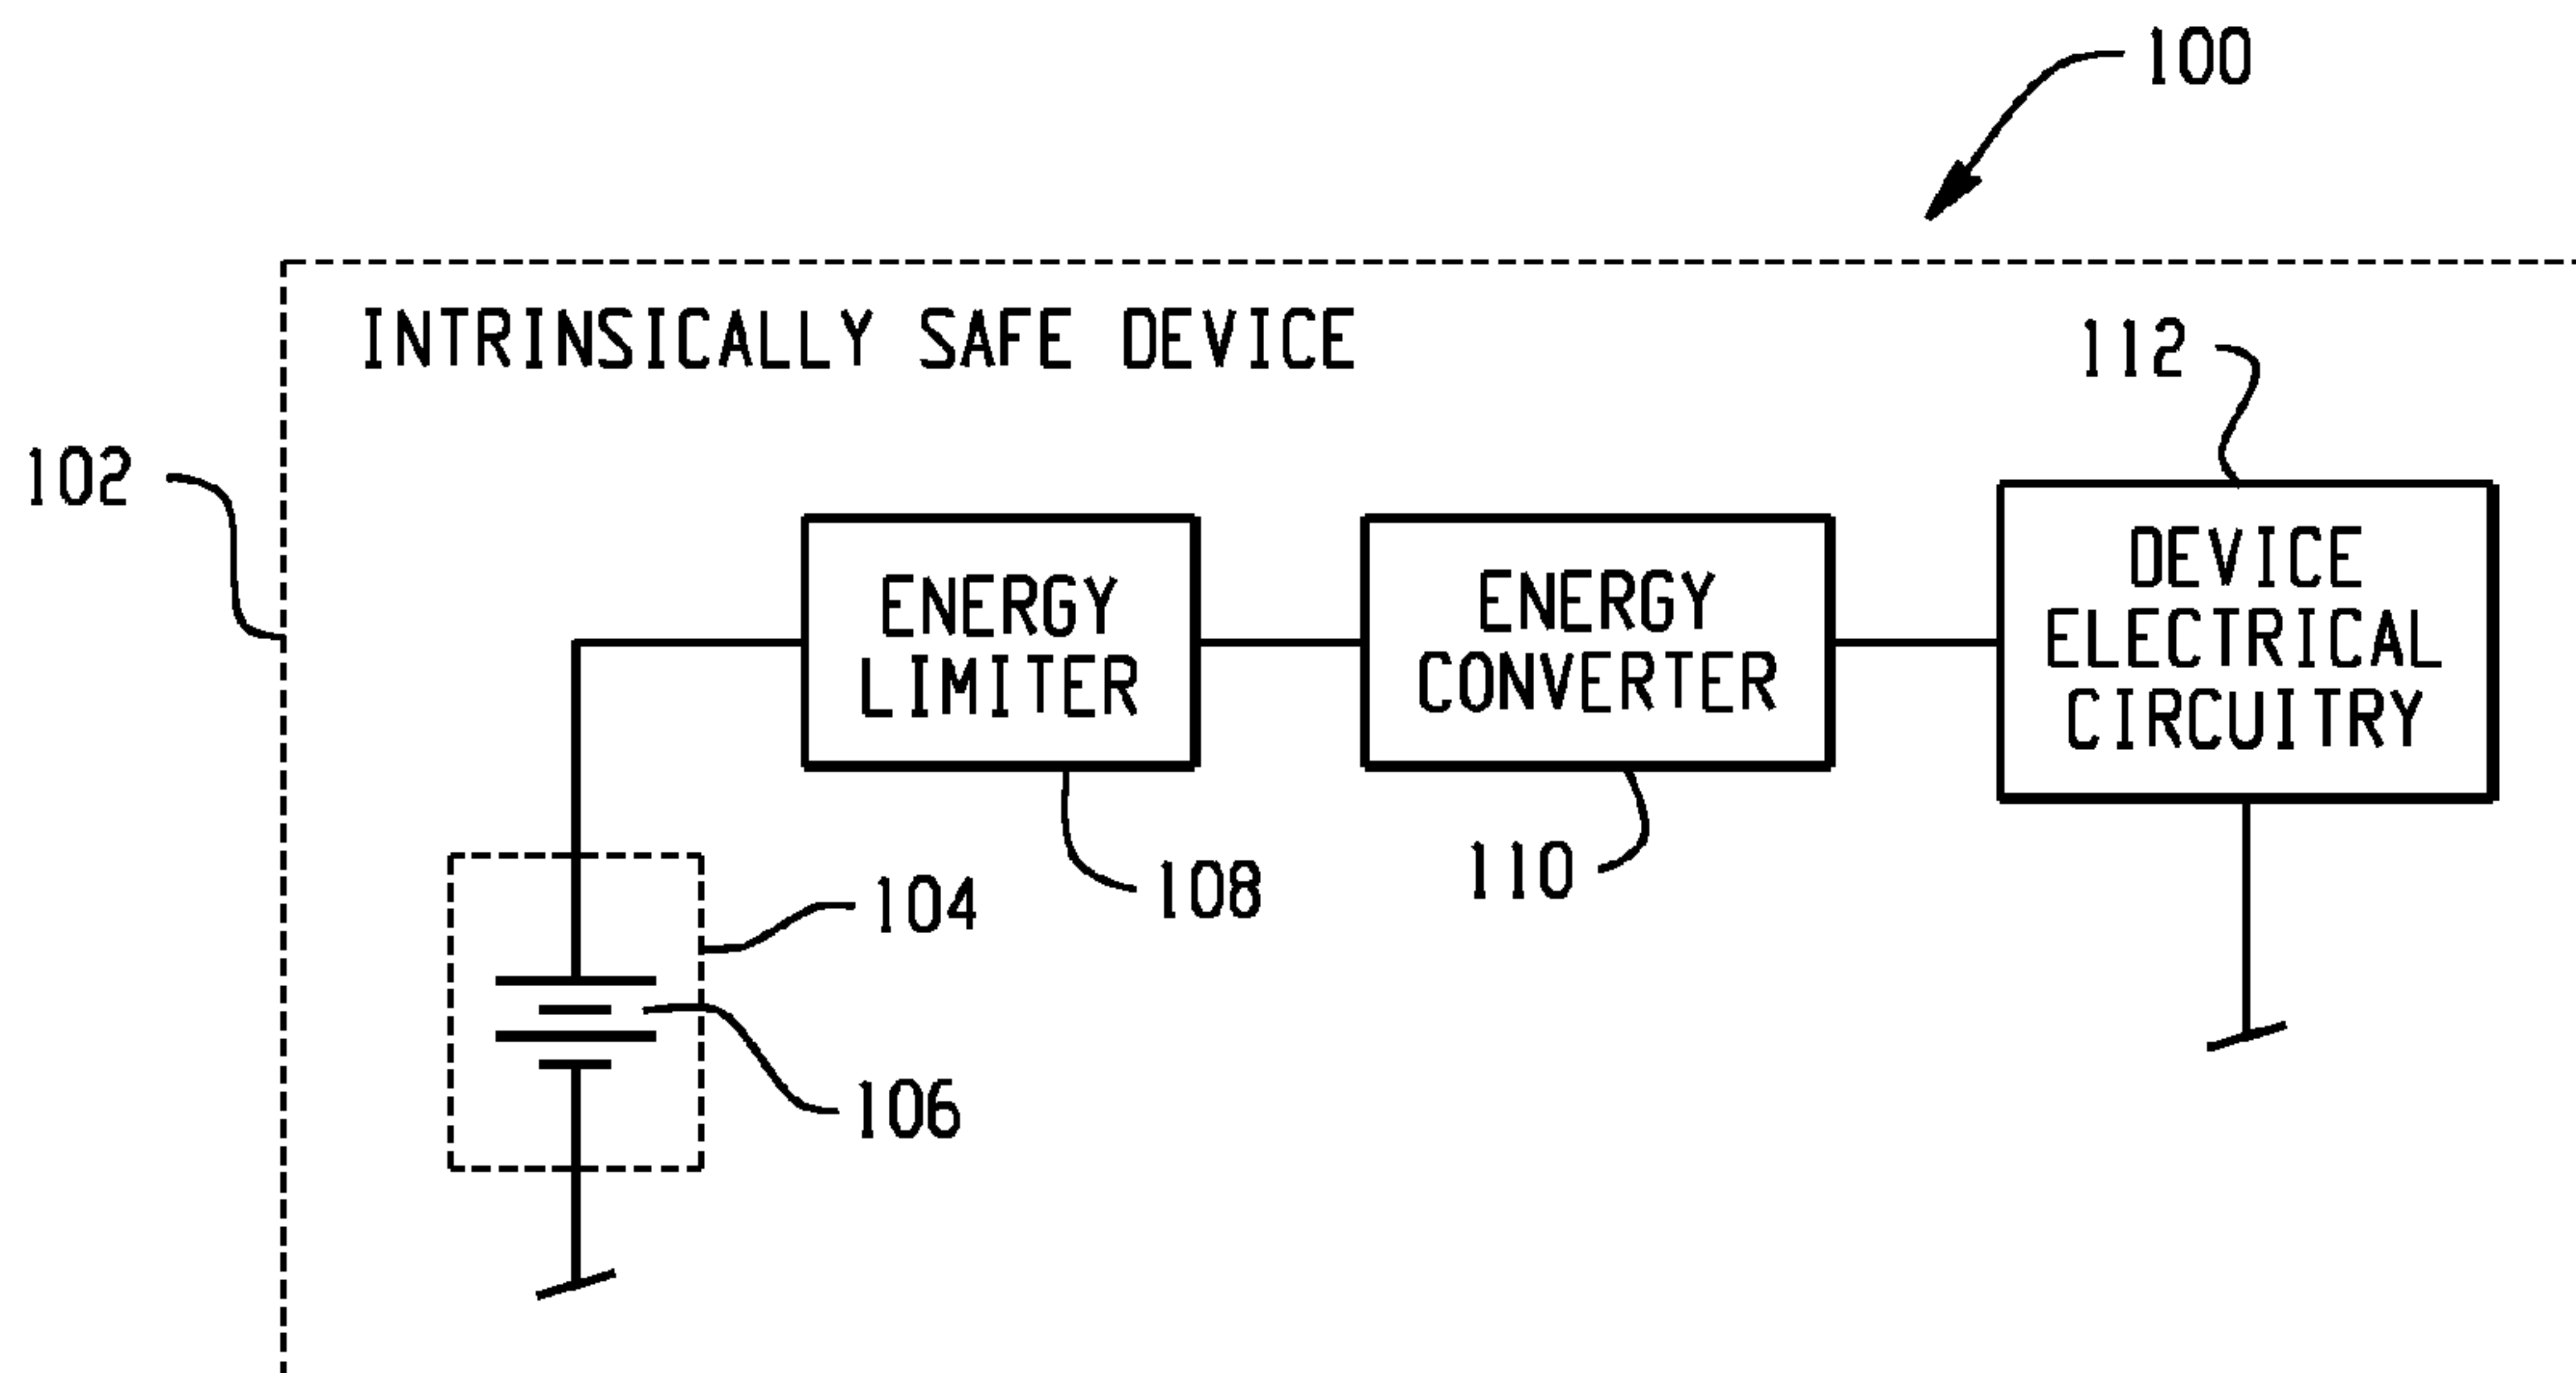 100
INTRINSICALLY SAFE DEVICE
112
102
ENERGY
LIMITER
ENERGY
CONVERTER
DEVICE
ELECTRICAL
CIRCUITRY
108
110
104
106